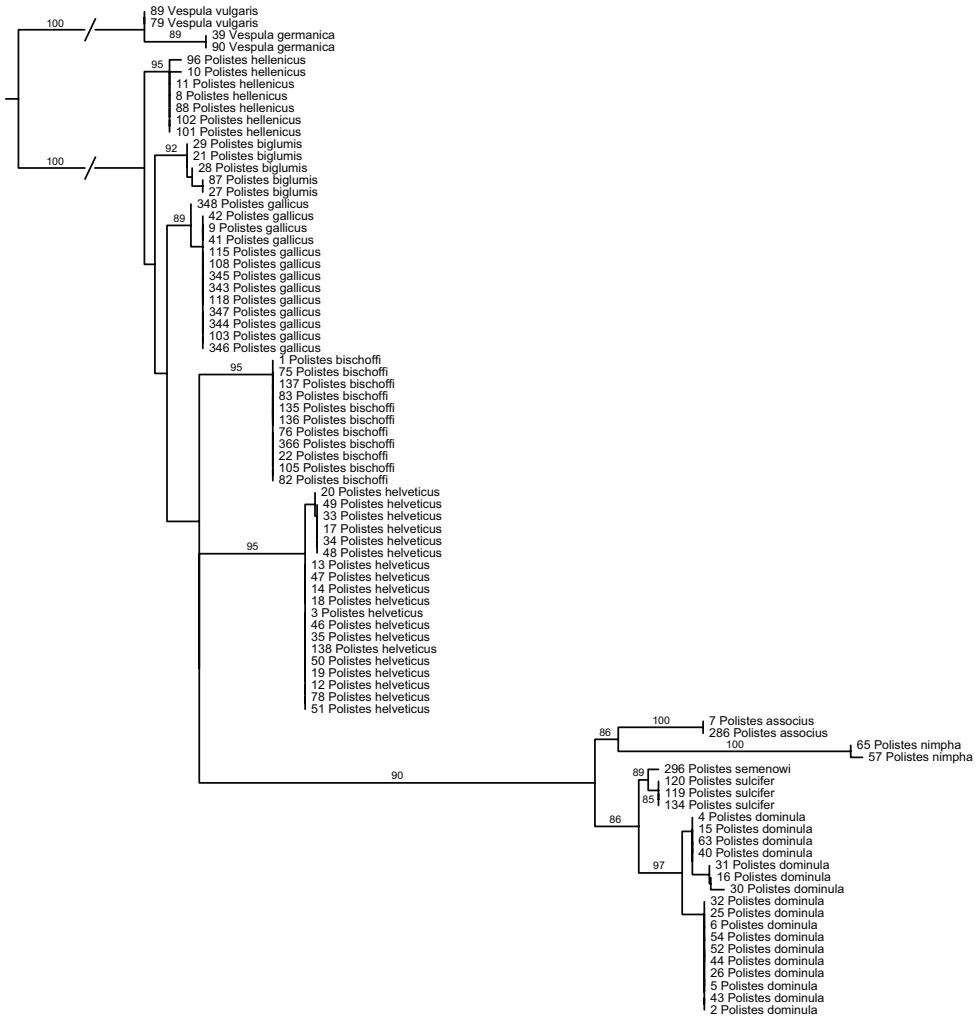 89 Vespula vulgaris
79 Vespula vulgaris
100
89
39 Vespula germanica
90 Vespula germanica
96 Polistes hellenicus
95
10 Polistes hellenicus
11 Polistes hellenicus
8 Polistes hellenicus
88 Polistes hellenicus
102 Polistes hellenicus
101 Polistes hellenicus
29 Polistes biglumis
92
21 Polistes biglumis
100
28 Polistes biglumis
87 Polistes biglumis
27 Polistes biglumis
348 Polistes gallicus
89
42 Polistes gallicus
9 Polistes gallicus
41 Polistes gallicus
115 Polistes gallicus
108 Polistes gallicus
345 Polistes gallicus
343 Polistes gallicus
118 Polistes gallicus
347 Polistes gallicus
344 Polistes gallicus
103 Polistes gallicus
346 Polistes gallicus
1 Polistes bischoffi
95
75 Polistes bischoffi
137 Polistes bischoffi
83 Polistes bischoffi
135 Polistes bischoffi
136 Polistes bischoffi
76 Polistes bischoffi
366 Polistes bischoffi
22 Polistes bischoffi
105 Polistes bischoffi
82 Polistes bischoffi
20 Polistes helveticus
49 Polistes helveticus
33 Polistes helveticus
17 Polistes helveticus
34 Polistes helveticus
95
48 Polistes helveticus
13 Polistes helveticus
47 Polistes helveticus
14 Polistes helveticus
18 Polistes helveticus
3 Polistes helveticus
46 Polistes helveticus
35 Polistes helveticus
138 Polistes helveticus
50 Polistes helveticus
19 Polistes helveticus
12 Polistes helveticus
78 Polistes helveticus
51 Polistes helveticus
100
7 Polistes associus
86
286 Polistes associus
100
65 Polistes nimpha
57 Polistes nimpha
90
89
296 Polistes semenowi
120 Polistes sulcifer
119 Polistes sulcifer
85
134 Polistes sulcifer
86
4 Polistes dominula
15 Polistes dominula
63 Polistes dominula
40 Polistes dominula
97
31 Polistes dominula
16 Polistes dominula
30 Polistes dominula
32 Polistes dominula
25 Polistes dominula
6 Polistes dominula
54 Polistes dominula
52 Polistes dominula
44 Polistes dominula
26 Polistes dominula
5 Polistes dominula
43 Polistes dominula
2 Polistes dominula